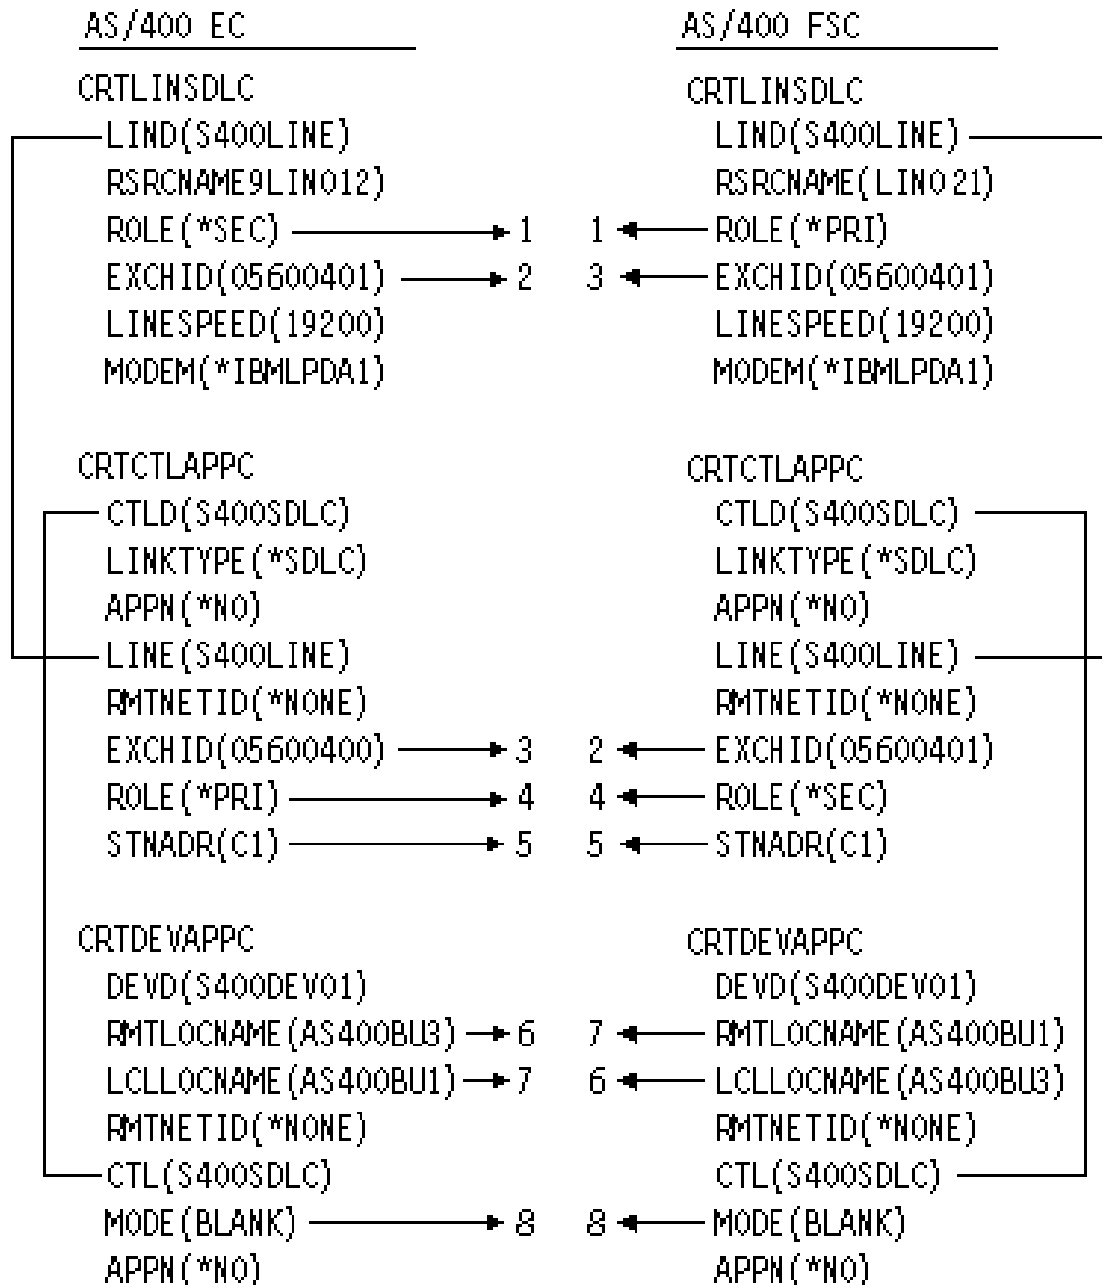 AS/400 EC
CRTLINSDLC
LIND(S400LINE)
RSRCNAME9LIN012)
ROLE(*SEC) 1
EXCHID(05600401) 2
LINESPEED(19200)
MODEM(*IBMLPDA1)
CRTCTLAPPC
CTLD(S400SDLC)
LINKTYPE(*SDLC)
APPN(*NO)
LINE(S400LINE)
RMTNETID(*NONE)
EXCHID(05600400) 3
ROLE(*PRI) 4
STNADR(C1) 5
CRTDEVAPPC
DEVD(S400DEV01)
RMTLOCNAME(AS400BU3) 6
LCLLOCNAME(AS400BU1) 7
RMTNETID(*NONE)
CTL(S400SDLC)
MODE(BLANK) 8
APPN(*NO)
AS/400 FSC
CRTLINSDLC
LIND(S400LINE)
RSRCNAME(LIN021)
1 ROLE(*PRI)
3 EXCHID(05600401)
LINESPEED(19200)
MODEM(*IBMLPDA1)
CRTCTLAPPC
CTLD(S400SDLC)
LINKTYPE(*SDLC)
APPN(*NO)
LINE(S400LINE)
RMTNETID(*NONE)
2 EXCHID(05600401)
4 ROLE(*SEC)
5 STNADR(C1)
CRTDEVAPPC
DEVD(S400DEV01)
7 RMTLOCNAME(AS400BU1)
6 LCLLOCNAME(AS400BU3)
RMTNETID(*NONE)
CTL(S400SDLC)
8 MODE(BLANK)
APPN(*NO)